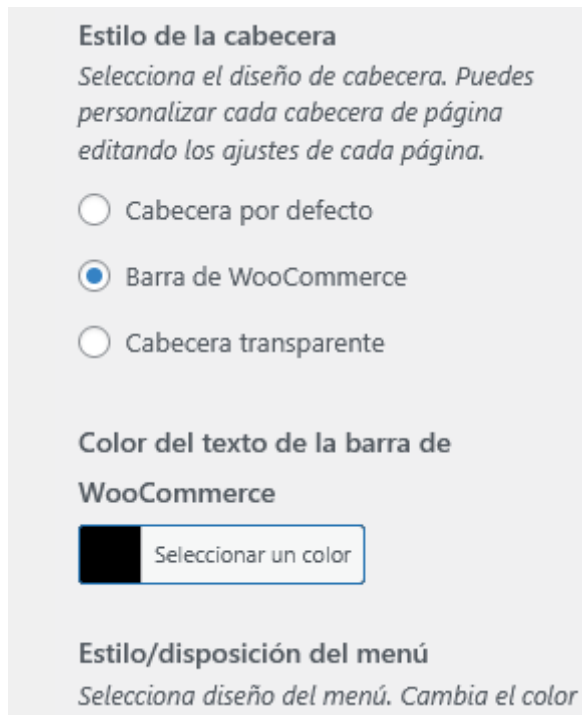 Estilo de la cabecera
Selecciona el diseño de cabecera. Puedes
personalizar cada cabecera de página
editando los ajustes de cada página.
Cabecera por defecto
Barra de WooCommerce
Cabecera transparente
Color del texto de la barra de
WooCommerce
Seleccionar un color
Estilo/disposición del menú
Selecciona diseño del menú. Cambia el color